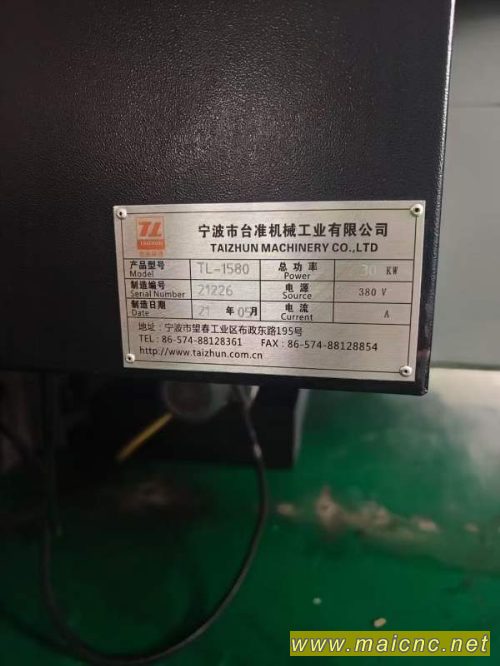 TL
TAIZHUN
宁波市台准机械工业有限公司
TAIZHUN MACHINERY CO.,LTD
产品型号 Model TL-1580 总功率 Power 30 KW
制造编号 Serial Number 21226 电源 Source 380 V
制造日期 Date 21 年 05 月 电流 Current A
地址: 宁波市望春工业区布政东路195号
TEL : 86-574-88128361 FAX : 86-574-88128854
http://www.taizhun.com.cn
www.maicnc.net